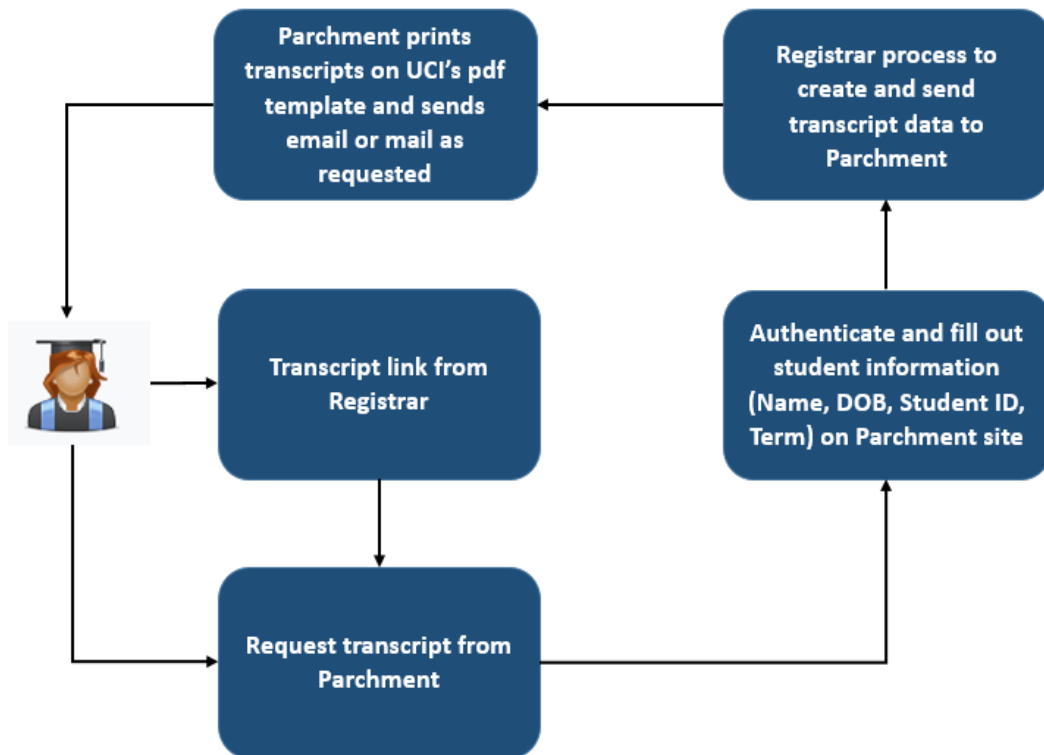 Parchment prints
transcripts on UCI’s pdf
template and sends
email or mail as
requested
Registrar process to
create and send
transcript data to
Parchment
Transcript link from
Registrar
Authenticate and fill out
student information
(Name, DOB, Student ID,
Term) on Parchment site
Request transcript from
Parchment